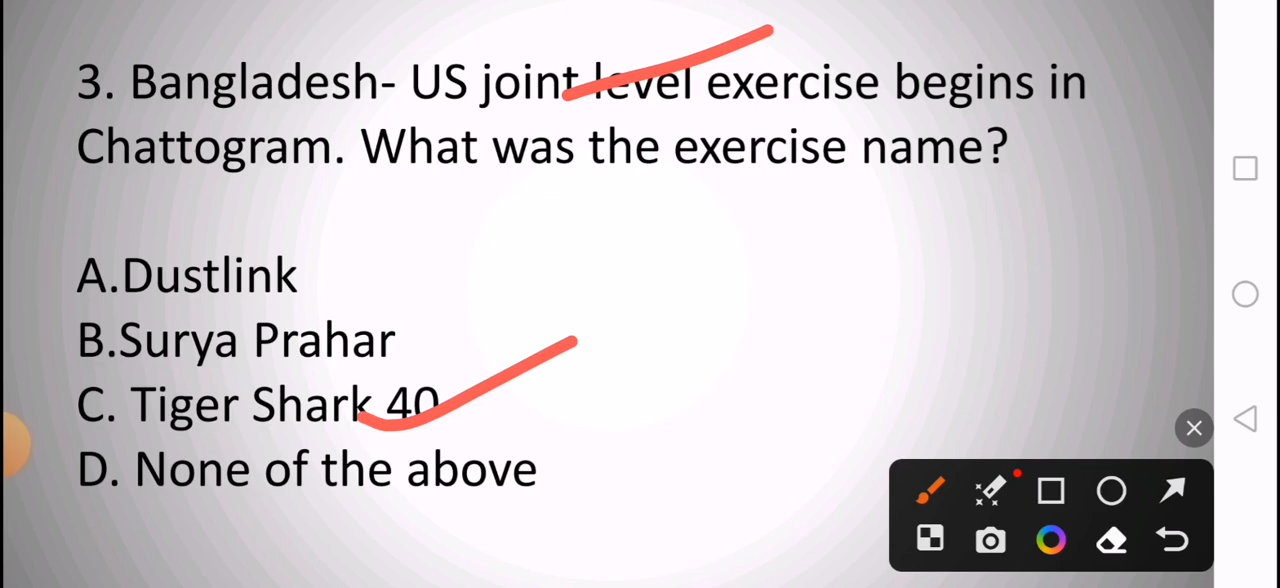 3. Bangladesh- US joint level exercise begins in
Chattogram. What was the exercise name?
A.Dustlink
B.Surya Prahar
C. Tiger Shark 40
D. None of the above